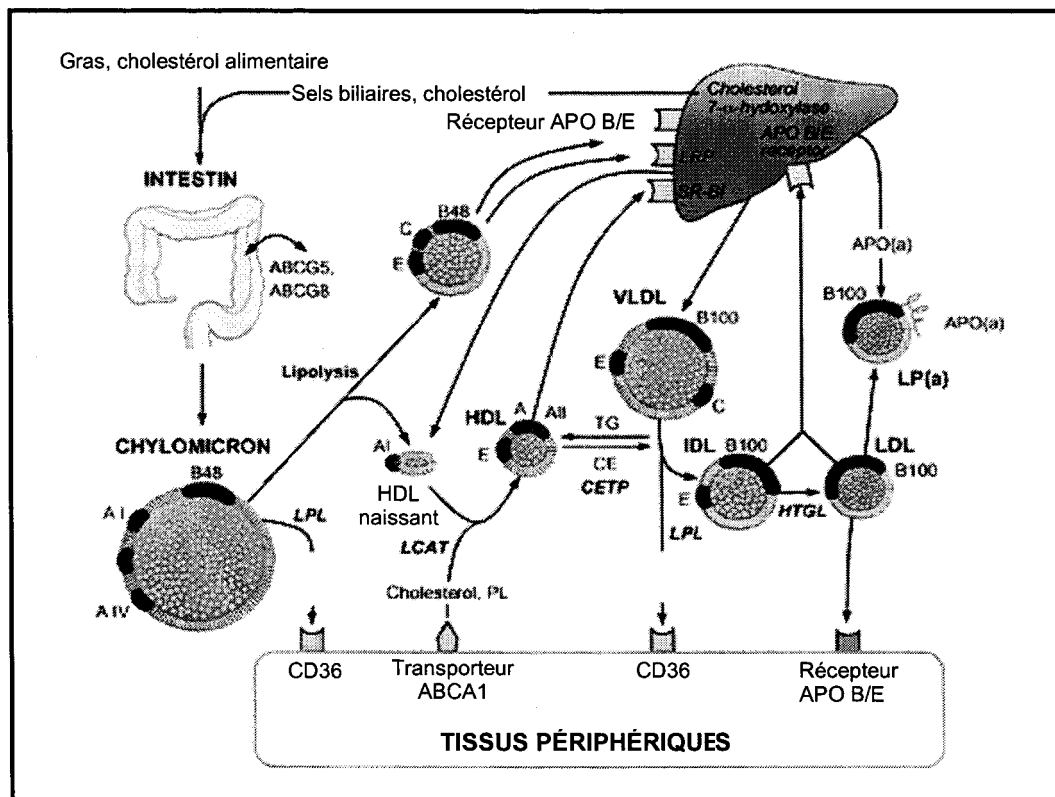 Gras, cholestérol alimentaire
Sels biliaires, cholestérol
Récepteur APO B/E
Cholesterol
7-α-hydoxylase
APO B/E
receptor
LRP
SR-BI
INTESTIN
ABCG5,
ABCG8
B48
C
E
APO(a)
B100
APO(a)
LP(a)
VLDL
B100
E
C
Lipolysis
CHYLOMICRON
B48
A I
A IV
LPL
AI
HDL
naissant
HDL
A
AII
E
TG
CE
CETP
IDL
B100
E
HTGL
LDL
B100
LPL
LCAT
Cholesterol, PL
CD36
Transporteur
ABCA1
CD36
Récepteur
APO B/E
TISSUS PÉRIPHÉRIQUES